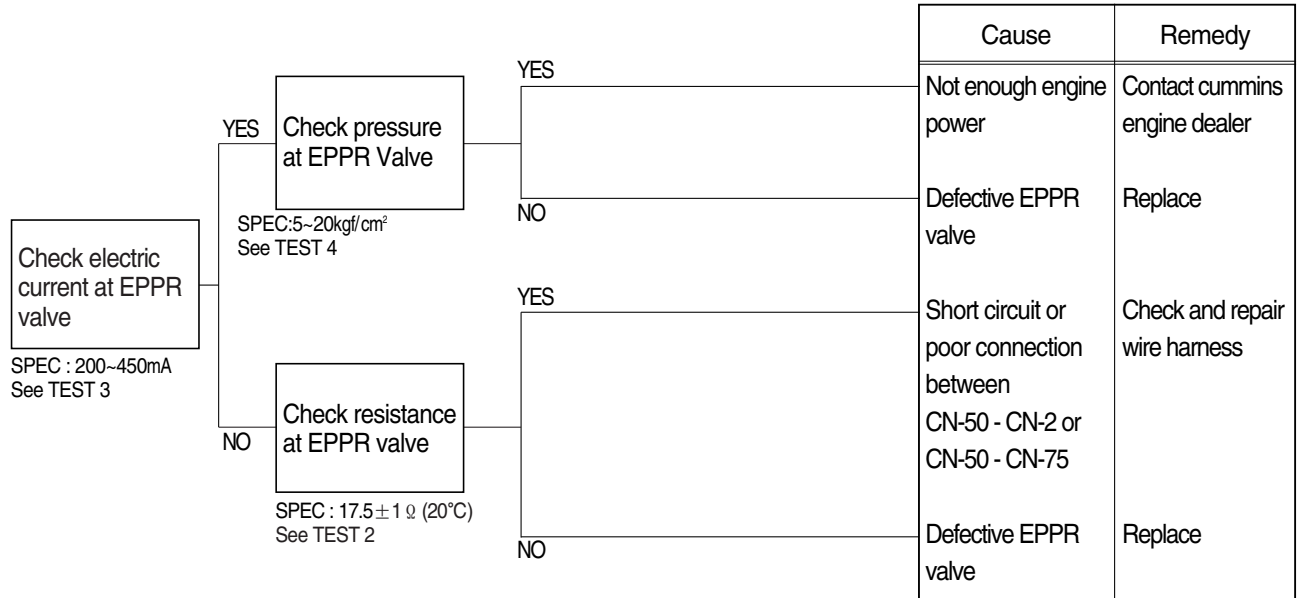 Cause
Remedy
YES
Not enough engine
power
Contact cummins
engine dealer
YES
Check pressure
at EPPR Valve
SPEC:5~20kgf/cm²
See TEST 4
NO
Defective EPPR
valve
Replace
Check electric
current at EPPR
valve
SPEC : 200~450mA
See TEST 3
YES
Short circuit or
poor connection
between
CN-50 - CN-2 or
CN-50 - CN-75
Check and repair
wire harness
NO
Check resistance
at EPPR valve
SPEC : 17.5±1 Ω (20°C)
See TEST 2
NO
Defective EPPR
valve
Replace